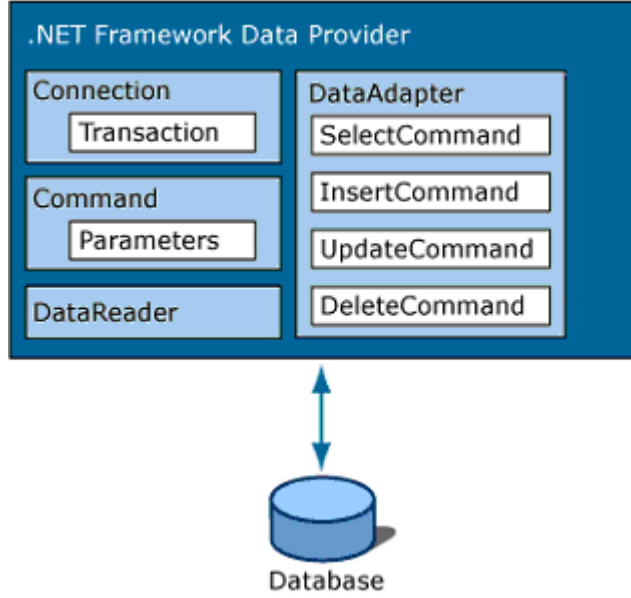 .NET Framework Data Provider
Connection
Transaction
Command
Parameters
DataReader
DataAdapter
SelectCommand
InsertCommand
UpdateCommand
DeleteCommand
Database